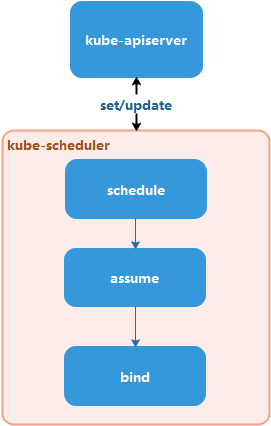 kube-apiserver
set/update
kube-scheduler
schedule
assume
bind